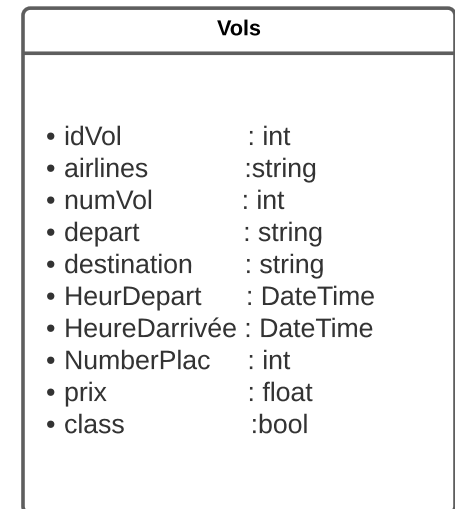 Vols
• idVol : int
• airlines :string
• numVol : int
• depart : string
• destination : string
• HeurDepart : DateTime
• HeureDarrivée : DateTime
• NumberPlac : int
• prix : float
• class :bool